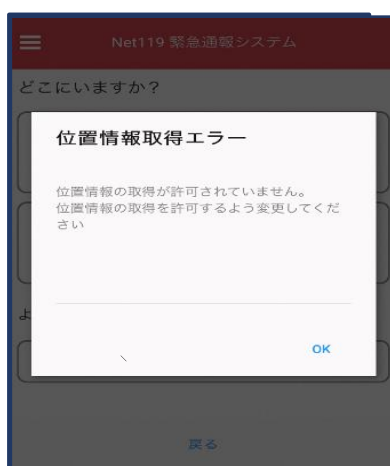 Net119 緊急通報システム
どこにいますか？
位置情報取得エラー
位置情報の取得が許可されていません。
位置情報の取得を許可するよう変更してくだ
さい
よ
OK
戻る